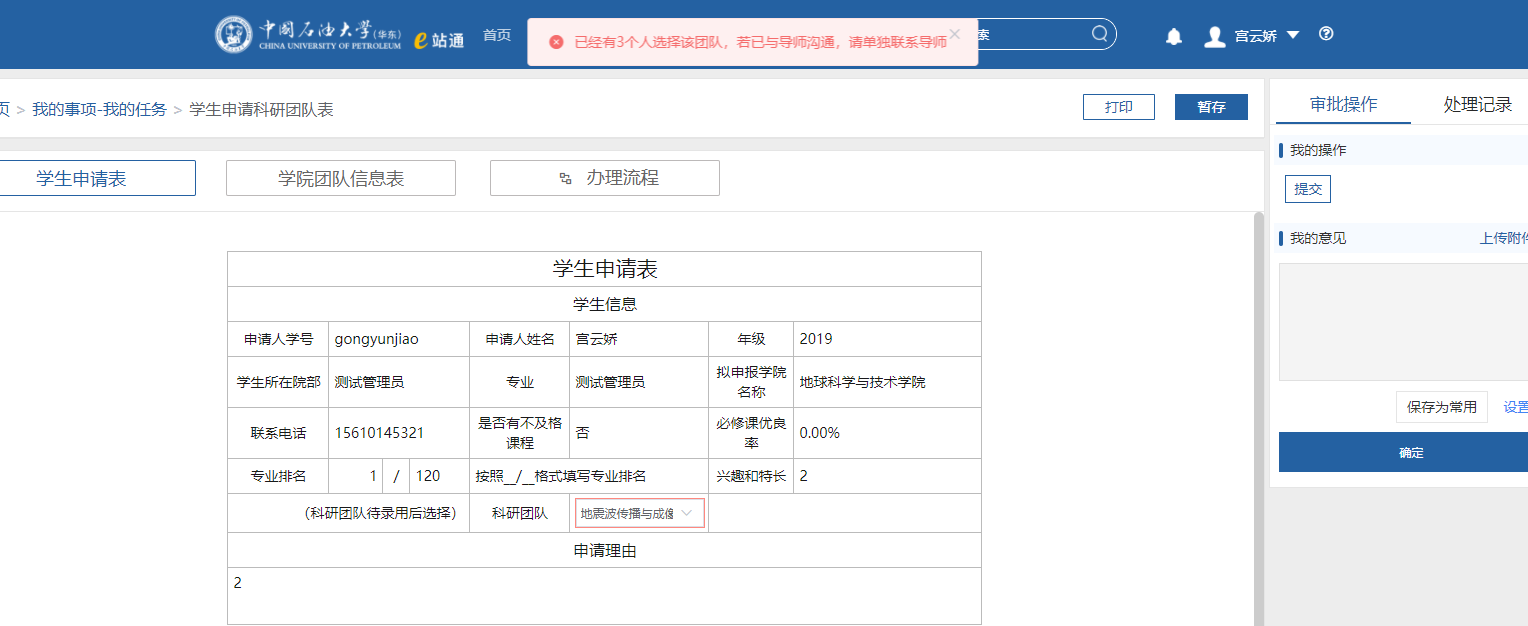 中国石油大学(华东)
CHINA UNIVERSITY OF PETROLEUM
e站通
首页
已经有3个人选择该团队，若已与导师沟通，请单独联系导师
索
宫云娇
页 > 我的事项-我的任务 > 学生申请科研团队表
打印
暂存
审批操作
处理记录
学生申请表
学院团队信息表
办理流程
我的操作
提交
我的意见
上传附件
保存为常用
设置
确定
学生申请表
学生信息
申请人学号 gongyunjiao 申请人姓名 宫云娇 年级 2019
学生所在院部 测试管理员 专业 测试管理员 拟申报学院名称 地球科学与技术学院
联系电话 15610145321 是否有不及格课程 否 必修课优良率 0.00%
专业排名 1 / 120 按照__/__格式填写专业排名 兴趣和特长 2
（科研团队待录用后选择） 科研团队 地震波传播与成像
申请理由
2